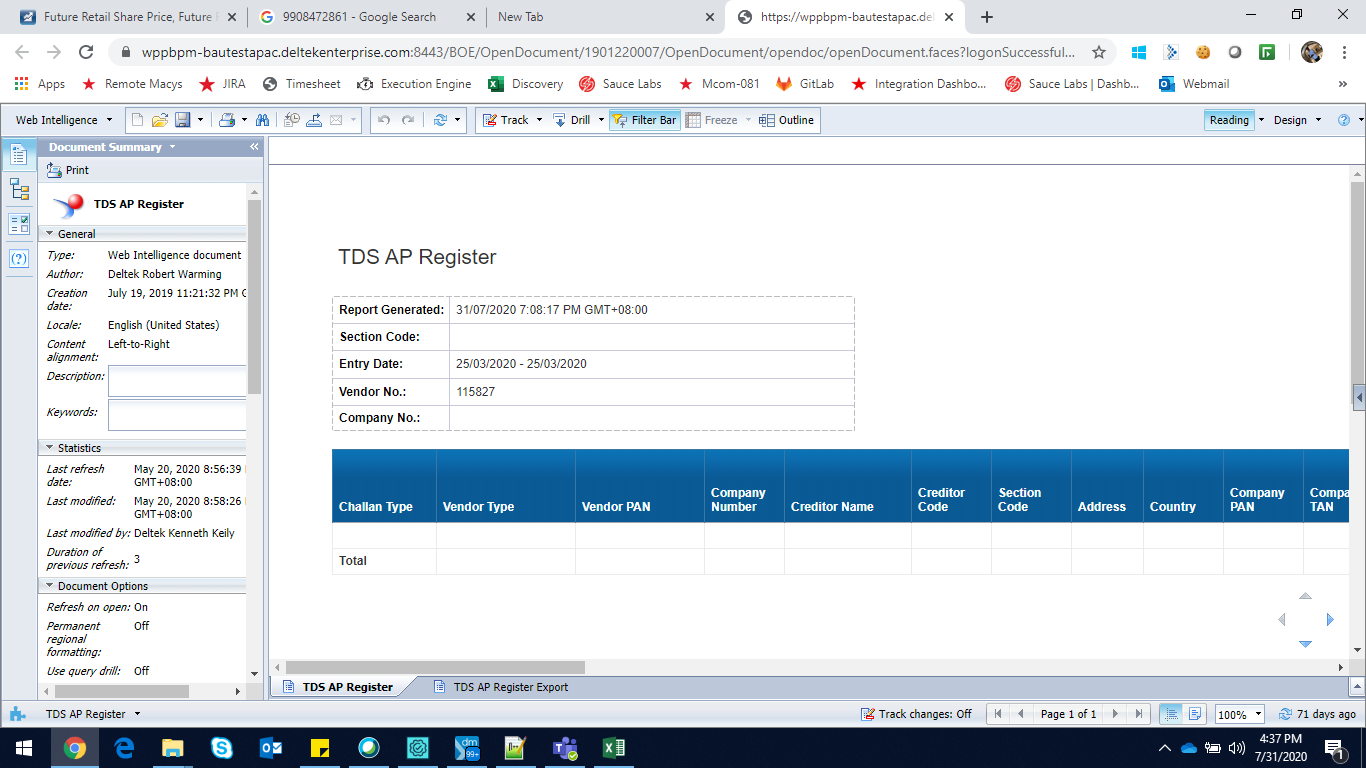 Future Retail Share Price, Future
9908472861 - Google Search
New Tab
https://wppbpm-bautestapac.del
wppbpm-bautestapac.deltekenterprise.com:8443/BOE/OpenDocument/1901220007/OpenDocument/opendoc/openDocument.faces?logonSuccessful...
Apps
Remote Macys
JIRA
Timesheet
Execution Engine
Discovery
Sauce Labs
Mcom-081
GitLab
Integration Dashbo...
Sauce Labs | Dashb...
Webmail
Web Intelligence
Track
Drill
Filter Bar
Freeze
Outline
Reading
Design
Document Summary
Print
TDS AP Register
General
Type: Web Intelligence document
Author: Deltek Robert Warming
Creation date: July 19, 2019 11:21:32 PM G
Locale: English (United States)
Content alignment: Left-to-Right
Description:
Keywords:
Statistics
Last refresh date: May 20, 2020 8:56:39 GMT+08:00
Last modified: May 20, 2020 8:58:26 GMT+08:00
Last modified by: Deltek Kenneth Keily
Duration of previous refresh: 3
Document Options
Refresh on open: On
Permanent regional formatting: Off
Use query drill: Off
TDS AP Register
Report Generated: 31/07/2020 7:08:17 PM GMT+08:00
Section Code:
Entry Date: 25/03/2020 - 25/03/2020
Vendor No.: 115827
Company No.:
Challan Type
Vendor Type
Vendor PAN
Company Number
Creditor Name
Creditor Code
Section Code
Address
Country
Company PAN
Compa TAN
Total
TDS AP Register
TDS AP Register Export
TDS AP Register
Track changes: Off
Page 1 of 1
100%
71 days ago
dm
99+
4:37 PM
7/31/2020
1